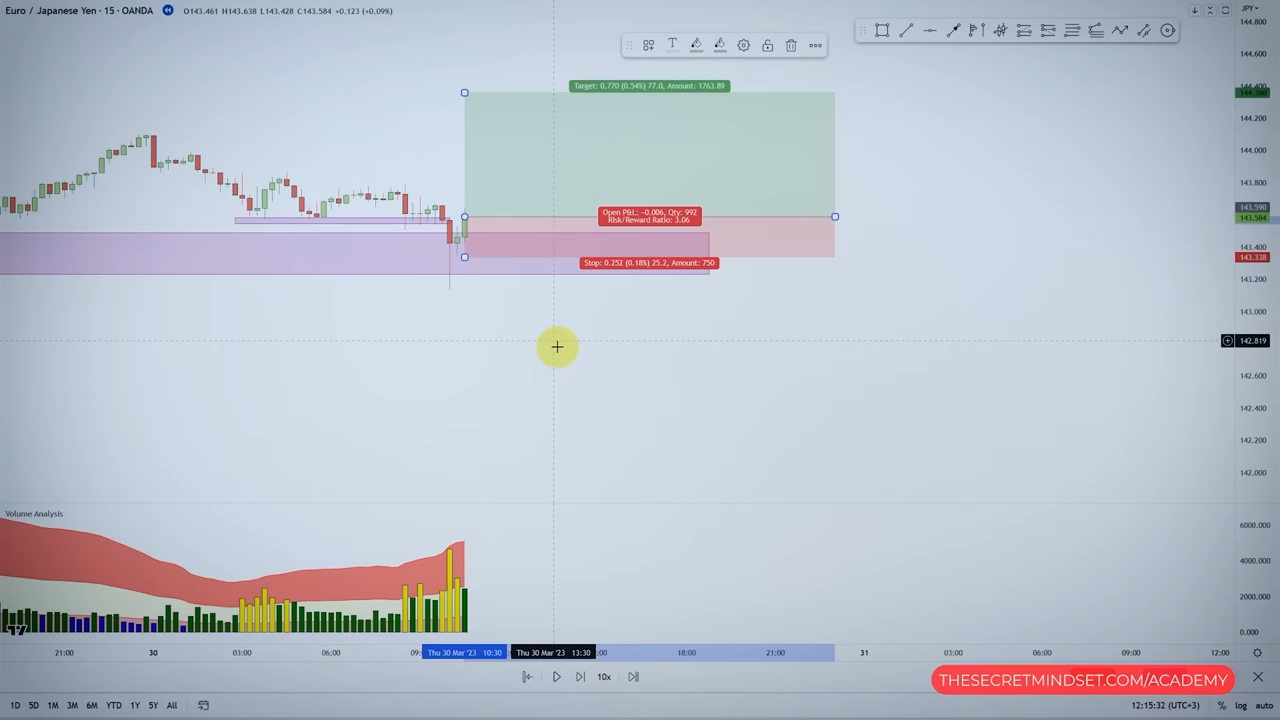 Euro / Japanese Yen · 15 · OANDA
O143.461 H143.638 L143.428 C143.584 +0.123 (+0.09%)
JPY
144.800
144.600
144.400
144.360
144.200
144.000
143.800
143.590
143.584
143.400
143.338
143.200
143.000
142.819
142.600
142.400
142.200
142.000
Target: 0.770 (0.54%) 77.0, Amount: 1763.89
Open P&L: −0.006, Qty: 992
Risk/Reward Ratio: 3.06
Stop: 0.252 (0.18%) 25.2, Amount: 750
Volume Analysis
6000.000
4000.000
2000.000
0.000
21:00 30 03:00 06:00 Thu 30 Mar '23 10:30 Thu 30 Mar '23 13:30 18:00 21:00 31 03:00 06:00 09:00 12:00
10x
THESECRETMINDSET.COM/ACADEMY
1D 5D 1M 3M 6M YTD 1Y 5Y All
12:15:32 (UTC+3) % log auto